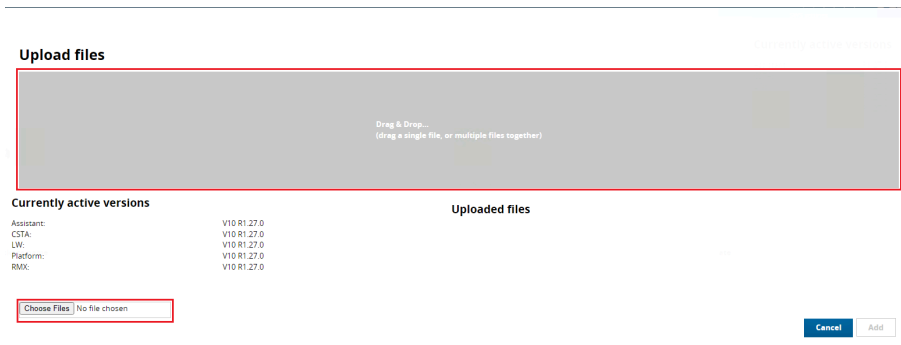 Upload files
Drag & Drop...
(drag a single file, or multiple files together)
Currently active versions
Assistant: V10 R1.27.0
CSTA: V10 R1.27.0
LW: V10 R1.27.0
Platform: V10 R1.27.0
RMX: V10 R1.27.0
Uploaded files
Choose Files No file chosen
Cancel Add